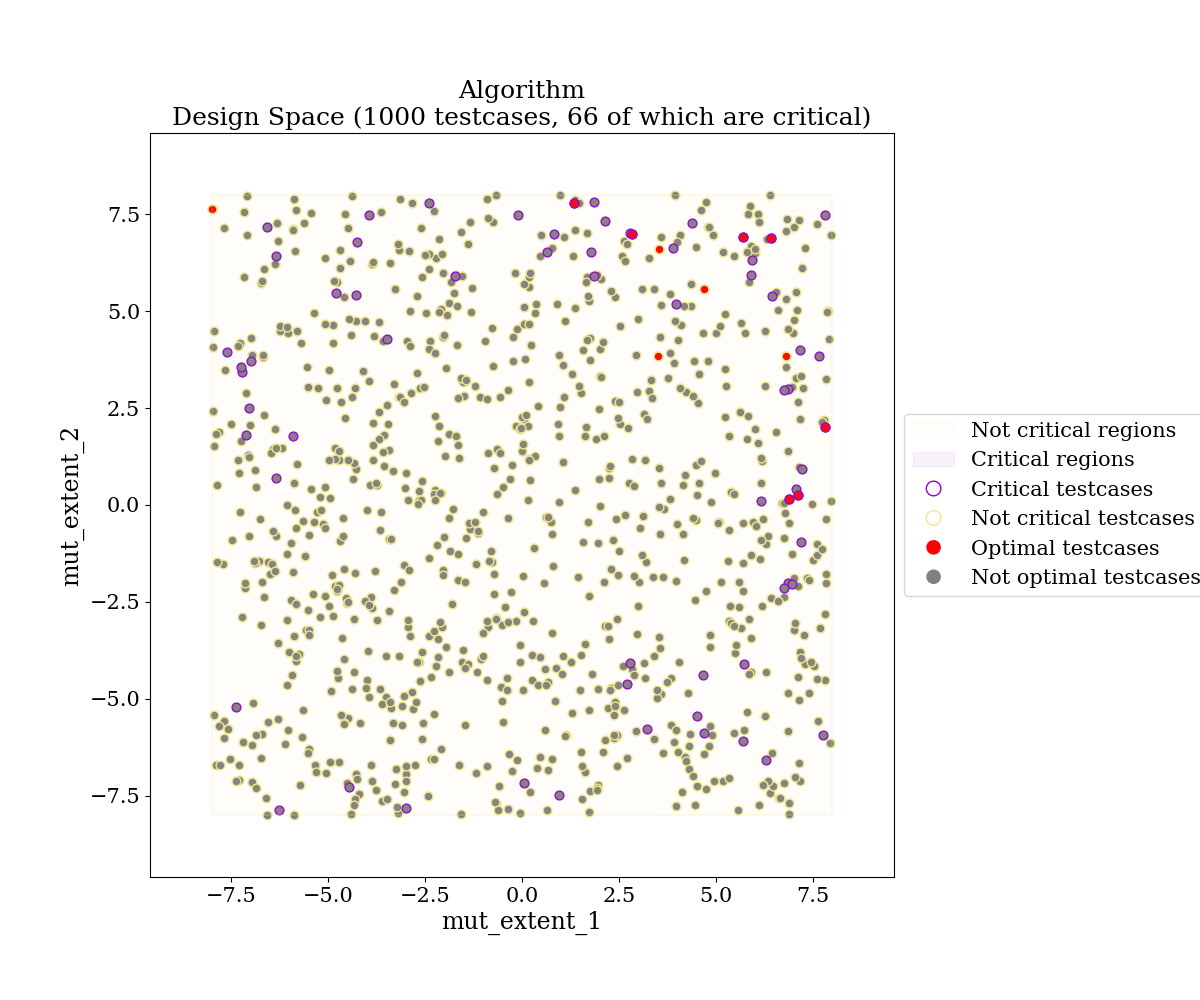 Algorithm
Design Space (1000 testcases, 66 of which are critical)
7.5
5.0
2.5
0.0
−2.5
−5.0
−7.5
mut_extent_2
−7.5
−5.0
−2.5
0.0
2.5
5.0
7.5
mut_extent_1
Not critical regions
Critical regions
Critical testcases
Not critical testcases
Optimal testcases
Not optimal testcases